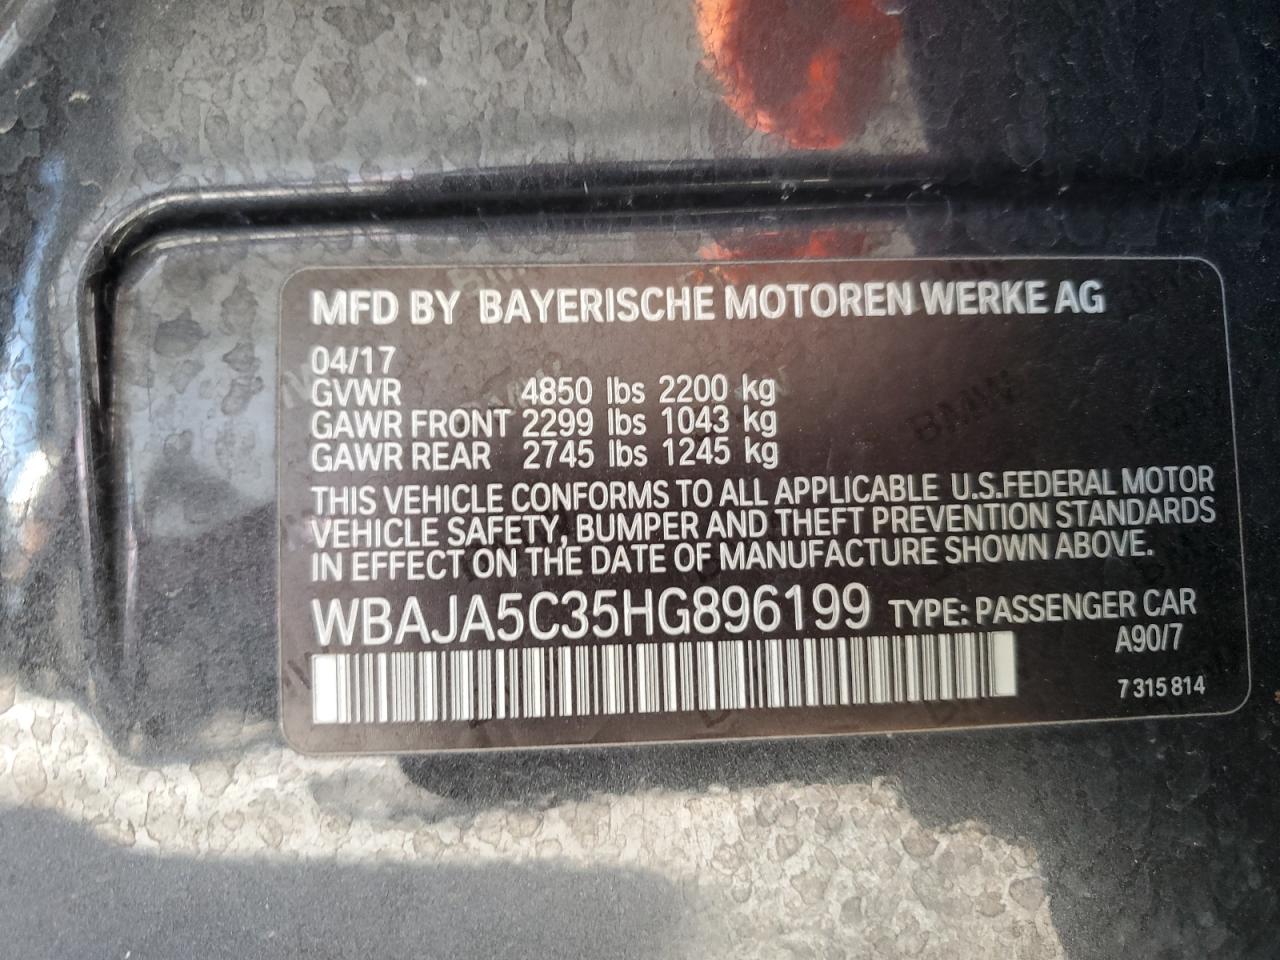 MFD BY BAYERISCHE MOTOREN WERKE AG
04/17
GVWR 4850 lbs 2200 kg
GAWR FRONT 2299 lbs 1043 kg
GAWR REAR 2745 lbs 1245 kg
THIS VEHICLE CONFORMS TO ALL APPLICABLE U.S.FEDERAL MOTOR
VEHICLE SAFETY, BUMPER AND THEFT PREVENTION STANDARDS
IN EFFECT ON THE DATE OF MANUFACTURE SHOWN ABOVE.
WBAJA5C35HG896199 TYPE: PASSENGER CAR
A90/7
7 315 814